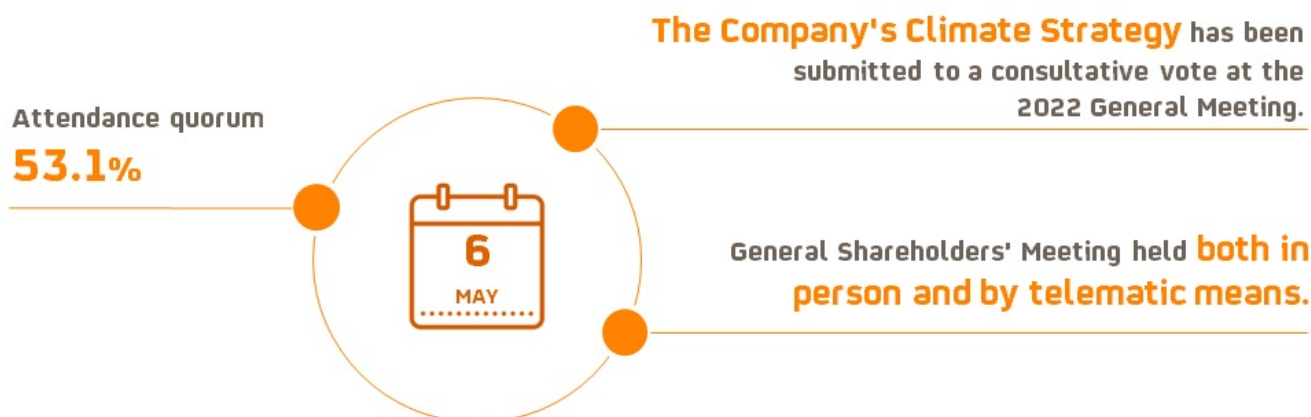 The Company's Climate Strategy has been
submitted to a consultative vote at the
2022 General Meeting.
Attendance quorum
53.1%
6
MAY
General Shareholders' Meeting held both in
person and by telematic means.